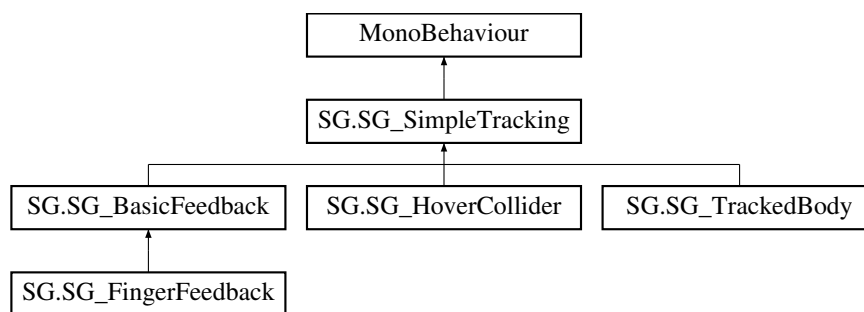 MonoBehaviour
SG.SG_SimpleTracking
SG.SG_BasicFeedback
SG.SG_HoverCollider
SG.SG_TrackedBody
SG.SG_FingerFeedback